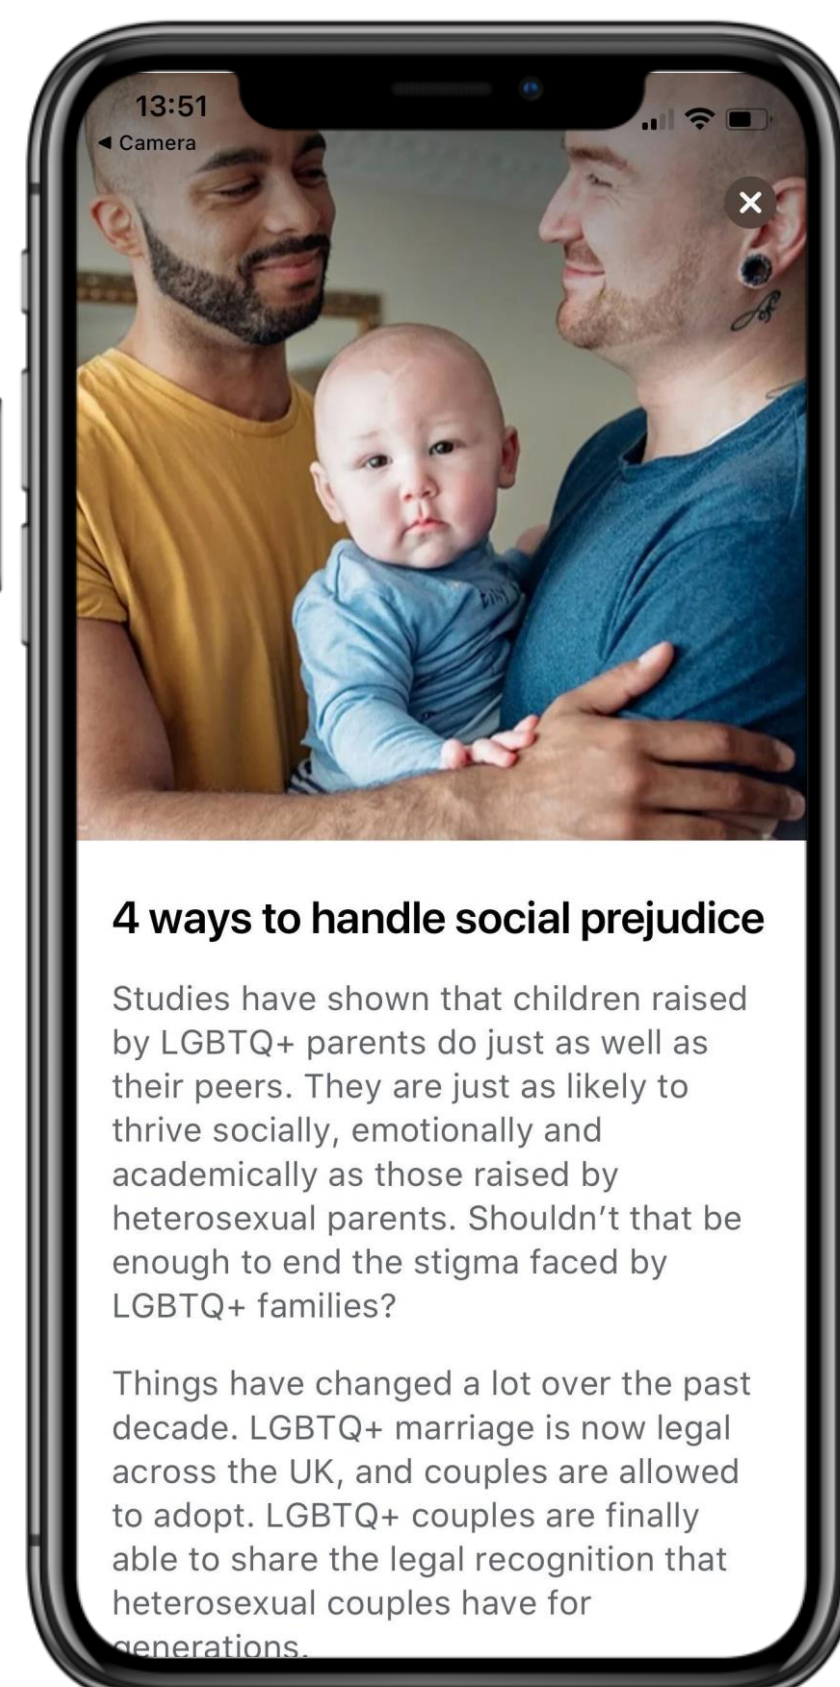 13:51
◀ Camera
4 ways to handle social prejudice
Studies have shown that children raised
by LGBTQ+ parents do just as well as
their peers. They are just as likely to
thrive socially, emotionally and
academically as those raised by
heterosexual parents. Shouldn’t that be
enough to end the stigma faced by
LGBTQ+ families?
Things have changed a lot over the past
decade. LGBTQ+ marriage is now legal
across the UK, and couples are allowed
to adopt. LGBTQ+ couples are finally
able to share the legal recognition that
heterosexual couples have for
generations.